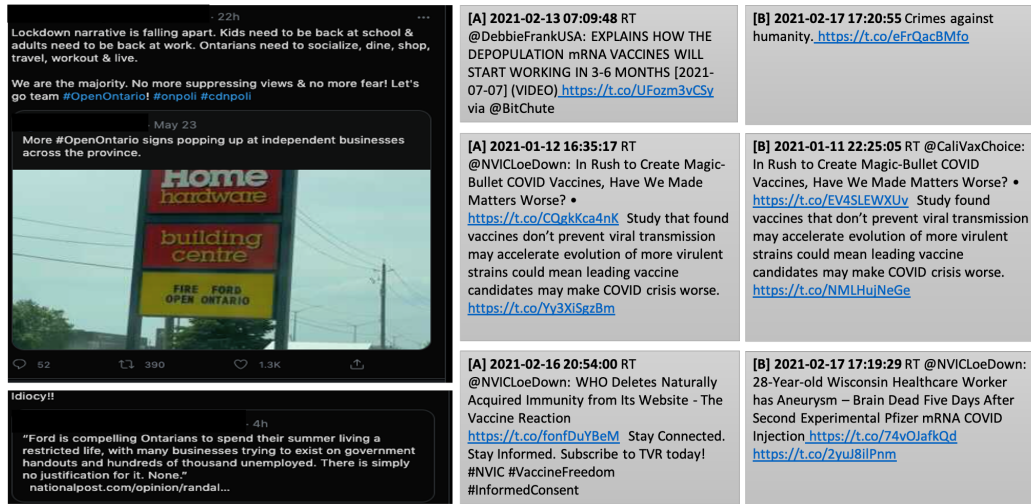 · 22h
Lockdown narrative is falling apart. Kids need to be back at school &
adults need to be back at work. Ontarians need to socialize, dine, shop,
travel, workout & live.
We are the majority. No more suppressing views & no more fear! Let's
go team #OpenOntario! #onpoli #cdnpoli
· May 23
More #OpenOntario signs popping up at independent businesses
across the province.
Home
hardware
building
centre
FIRE FORD
OPEN ONTARIO
52
390
1.3K
Idiocy!!
· 4h
“Ford is compelling Ontarians to spend their summer living a
restricted life, with many businesses trying to exist on government
handouts and hundreds of thousand unemployed. There is simply
no justification for it. None.”
nationalpost.com/opinion/randal...
[A] 2021-02-13 07:09:48 RT
@DebbieFrankUSA: EXPLAINS HOW THE
DEPOPULATION mRNA VACCINES WILL
START WORKING IN 3-6 MONTHS [2021-
07-07] (VIDEO) https://t.co/UFozm3vCSy
via @BitChute
[B] 2021-02-17 17:20:55 Crimes against
humanity. https://t.co/eFrQacBMfo
[A] 2021-01-12 16:35:17 RT
@NVICLoeDown: In Rush to Create Magic-
Bullet COVID Vaccines, Have We Made
Matters Worse? •
https://t.co/CQgkKca4nK Study that found
vaccines don’t prevent viral transmission
may accelerate evolution of more virulent
strains could mean leading vaccine
candidates may make COVID crisis worse.
https://t.co/Yy3XiSgzBm
[B] 2021-01-11 22:25:05 RT @CaliVaxChoice:
In Rush to Create Magic-Bullet COVID
Vaccines, Have We Made Matters Worse? •
https://t.co/EV4SLEWXUv Study found
vaccines that don’t prevent viral transmission
may accelerate evolution of more virulent
strains could mean leading vaccine
candidates may make COVID crisis worse.
https://t.co/NMLHujNeGe
[A] 2021-02-16 20:54:00 RT
@NVICLoeDown: WHO Deletes Naturally
Acquired Immunity from Its Website - The
Vaccine Reaction
https://t.co/fonfDuYBeM Stay Connected.
Stay Informed. Subscribe to TVR today!
#NVIC #VaccineFreedom
#InformedConsent
[B] 2021-02-17 17:19:29 RT @NVICLoeDown:
28-Year-old Wisconsin Healthcare Worker
has Aneurysm – Brain Dead Five Days After
Second Experimental Pfizer mRNA COVID
Injection https://t.co/74vOJafkQd
https://t.co/2yuJ8ilPnm